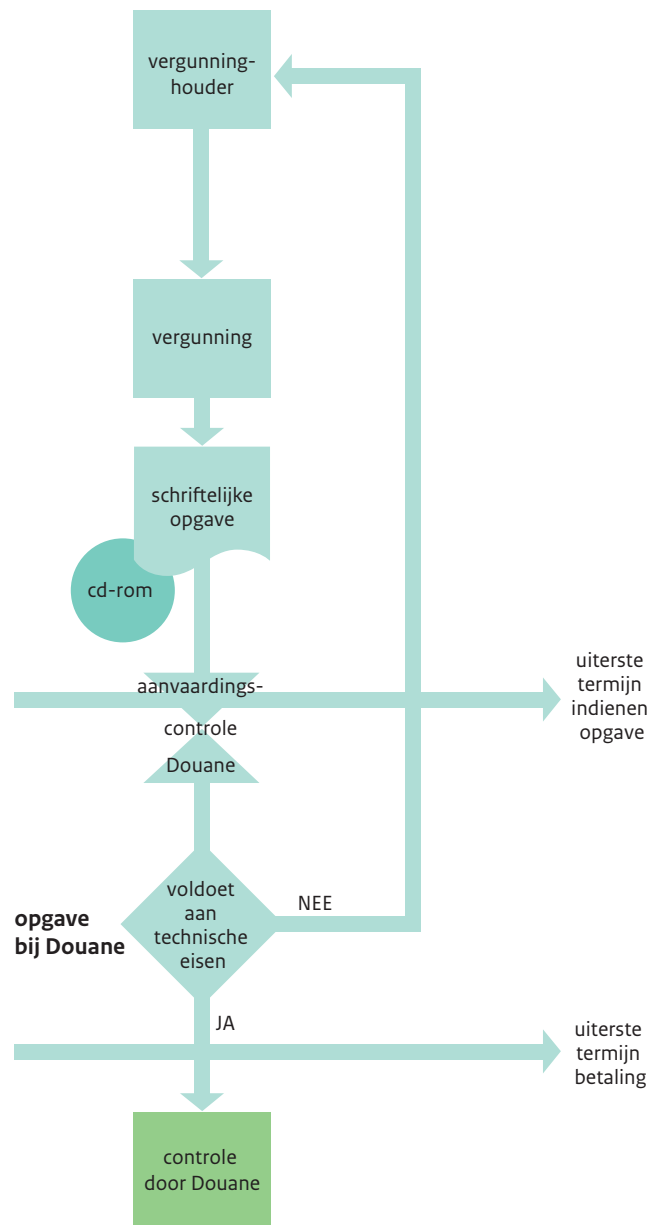 vergunning-
houder
vergunning
schriftelijke
opgave
cd-rom
aanvaardings-
controle
Douane
uiterste
termijn
indienen
opgave
voldoet
aan
technische
eisen
NEE
opgave
bij Douane
JA
uiterste
termijn
betaling
controle
door Douane